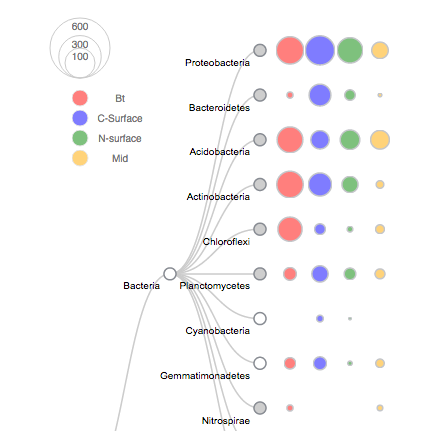 600
300
100
Bt
C-Surface
N-surface
Mid
Proteobacteria
Bacteroidetes
Acidobacteria
Actinobacteria
Chloroflexi
Bacteria
Planctomycetes
Cyanobacteria
Gemmatimonadetes
Nitrospirae